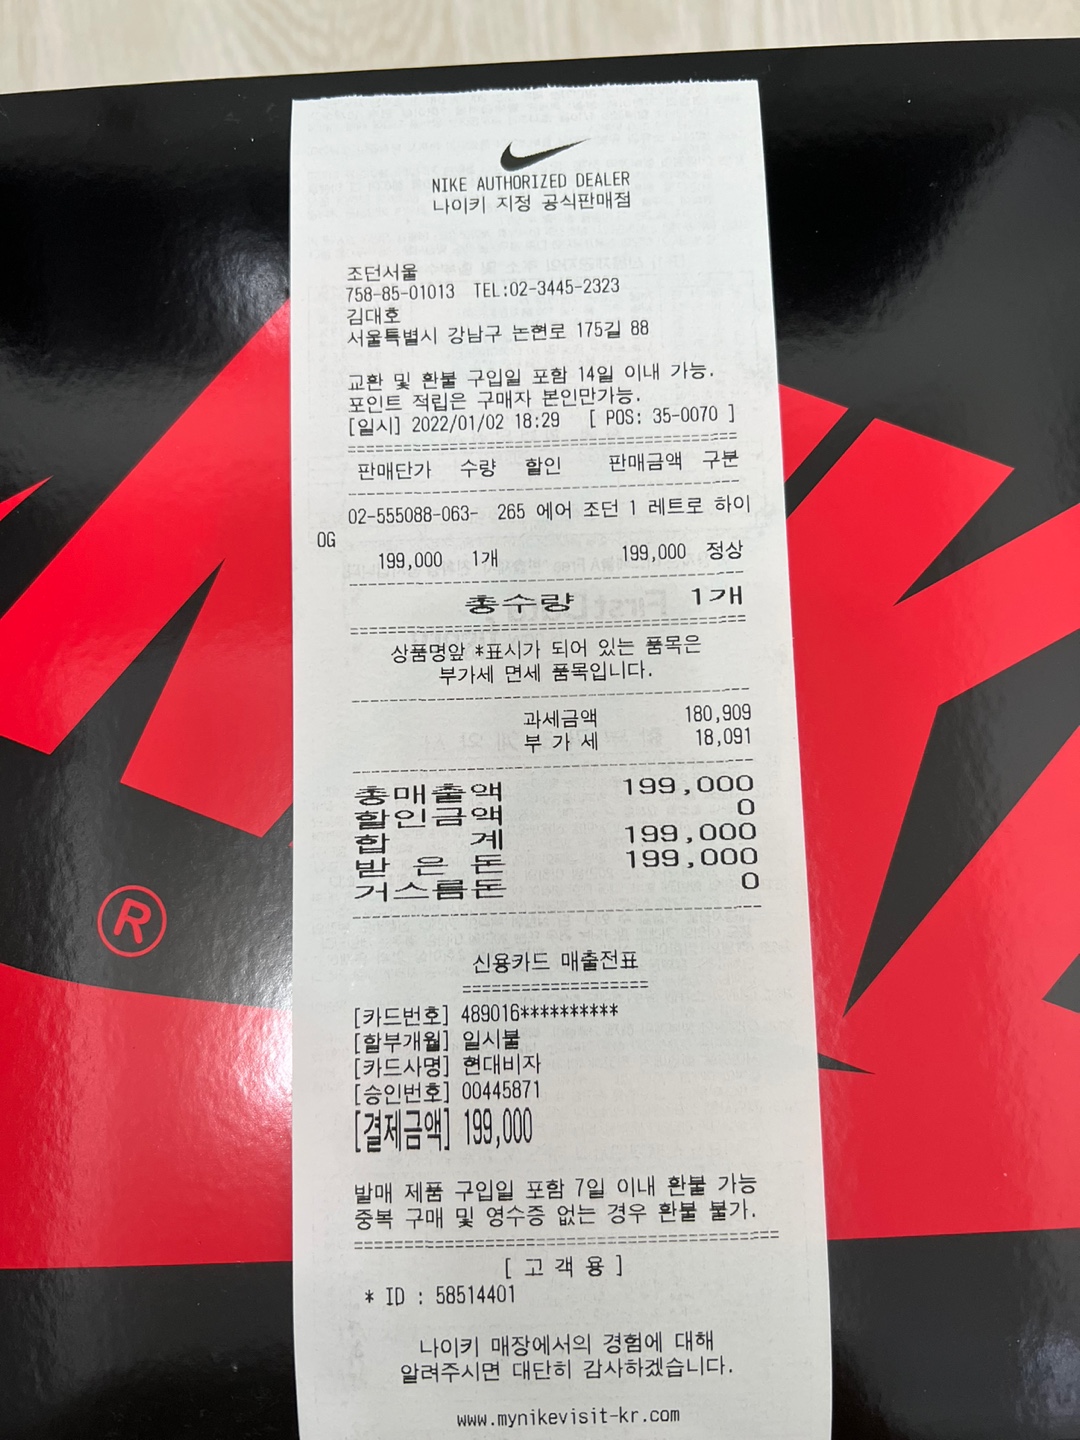 NIKE AUTHORIZED DEALER
나이키 지정 공식판매점
조던서울
758-85-01013 TEL:02-3445-2323
김대호
서울특별시 강남구 논현로 175길 88
교환 및 환불 구입일 포함 14일 이내 가능.
포인트 적립은 구매자 본인만가능.
[일시] 2022/01/02 18:29 [ POS: 35-0070 ]
판매단가 수량 할인 판매금액 구분
02-555088-063- 265 에어 조던 1 레트로 하이
OG
199,000 1개 199,000 정상
총수량 1개
상품명앞 *표시가 되어 있는 품목은
부가세 면세 품목입니다.
과세금액 180,909
부 가 세 18,091
총매출액 199,000
할인금액 0
합 계 199,000
받 은 돈 199,000
거스름돈 0
신용카드 매출전표
[카드번호] 489016**********
[할부개월] 일시불
[카드사명] 현대비자
[승인번호] 00445871
[결제금액] 199,000
발매 제품 구입일 포함 7일 이내 환불 가능
중복 구매 및 영수증 없는 경우 환불 불가.
[ 고 객 용 ]
* ID : 58514401
나이키 매장에서의 경험에 대해
알려주시면 대단히 감사하겠습니다.
www.mynikevisit-kr.com
®